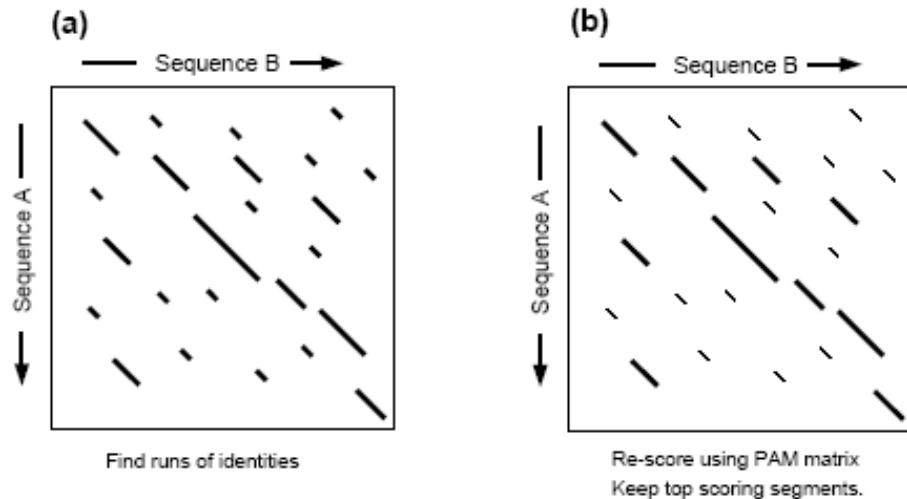 (a)
Sequence B
Sequence A
Find runs of identities
(b)
Sequence B
Sequence A
Re-score using PAM matrix
Keep top scoring segments.